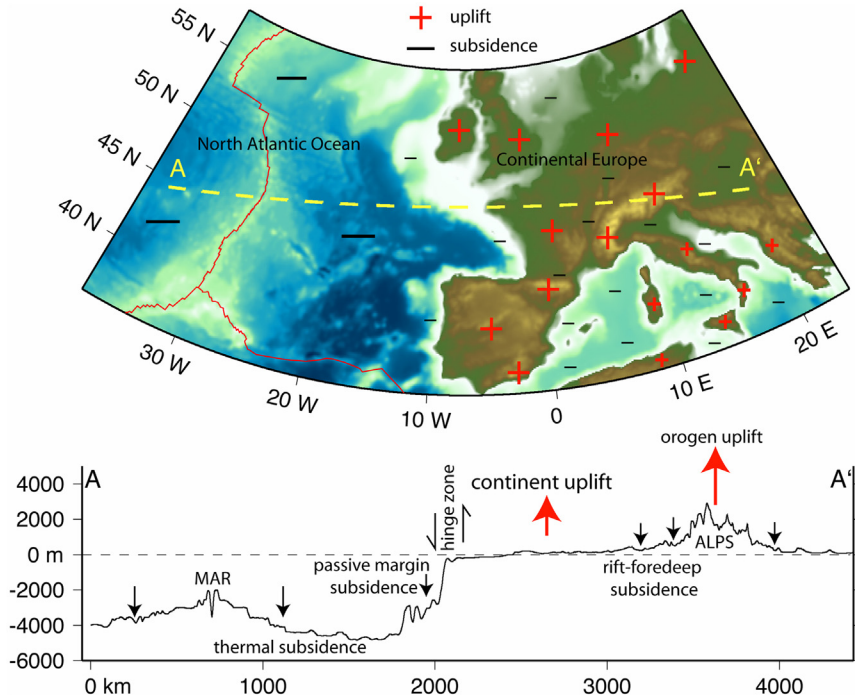 uplift
subsidence
55 N
50 N
45 N
40 N
North Atlantic Ocean
Continental Europe
A
A'
30 W
20 W
10 W
0
10 E
20 E
A
A'
4000
2000
0 m
-2000
-4000
-6000
hinge zone
continent uplift
orogen uplift
MAR
passive margin
subsidence
thermal subsidence
ALPS
rift-foredeep
subsidence
0 km
1000
2000
3000
4000